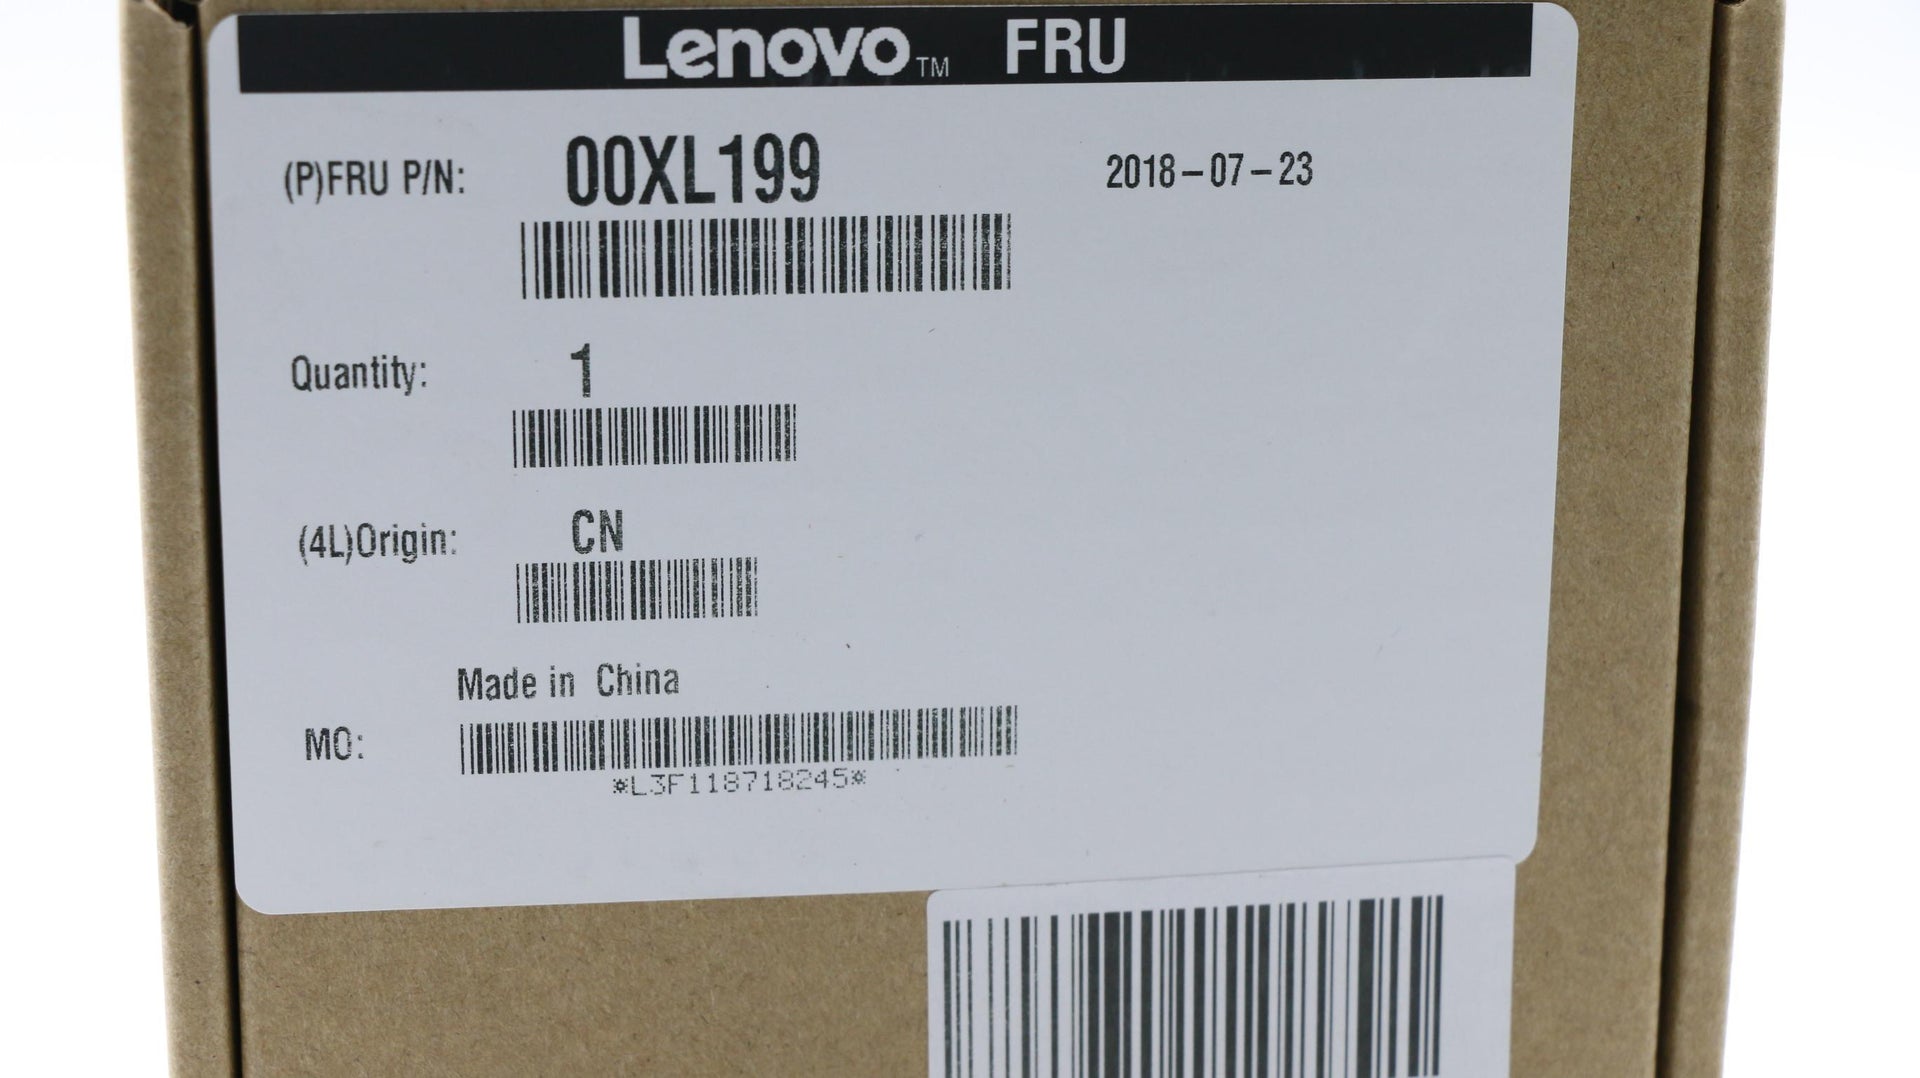 Lenovo™ FRU
(P)FRU P/N: 00XL199 2018-07-23
Quantity: 1
(4L)Origin: CN
Made in China
MO:
*L3F118718245*